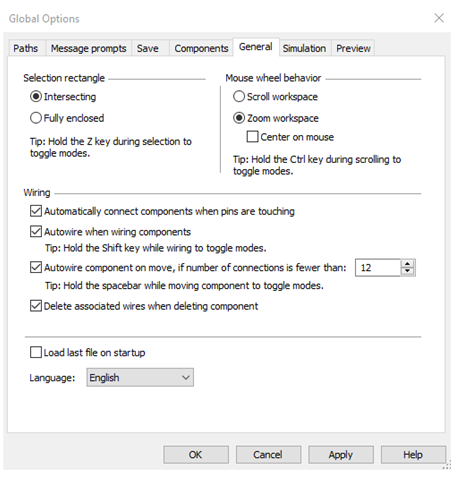 Global Options
Paths Message prompts Save Components General Simulation Preview
Selection rectangle
Intersecting
Fully enclosed
Tip: Hold the Z key during selection to
toggle modes.
Mouse wheel behavior
Scroll workspace
Zoom workspace
Center on mouse
Tip: Hold the Ctrl key during scrolling to
toggle modes.
Wiring
Automatically connect components when pins are touching
Autowire when wiring components
Tip: Hold the Shift key while wiring to toggle modes.
Autowire component on move, if number of connections is fewer than: 12
Tip: Hold the spacebar while moving component to toggle modes.
Delete associated wires when deleting component
Load last file on startup
Language: English
OK Cancel Apply Help